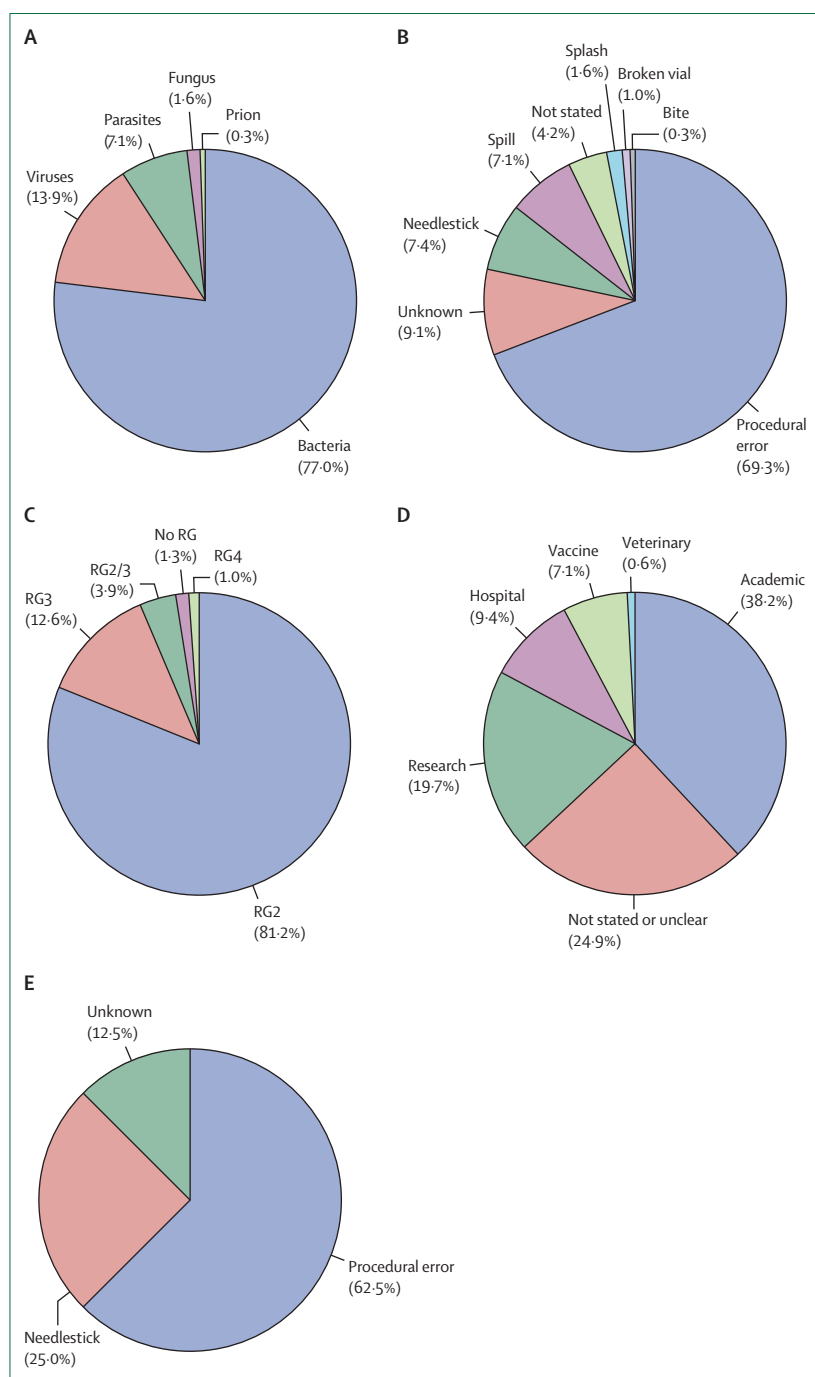 A
Fungus
(1·6%)
Prion
(0·3%)
Parasites
(7·1%)
Viruses
(13·9%)
Bacteria
(77·0%)
B
Splash
(1·6%)
Broken vial
(1·0%)
Bite
(0·3%)
Not stated
(4·2%)
Spill
(7·1%)
Needlestick
(7·4%)
Unknown
(9·1%)
Procedural
error
(69·3%)
C
No RG
(1·3%)
RG4
(1·0%)
RG2/3
(3·9%)
RG3
(12·6%)
RG2
(81·2%)
D
Veterinary
(0·6%)
Vaccine
(7·1%)
Academic
(38·2%)
Hospital
(9·4%)
Research
(19·7%)
Not stated or unclear
(24·9%)
E
Unknown
(12·5%)
Procedural error
(62·5%)
Needlestick
(25·0%)